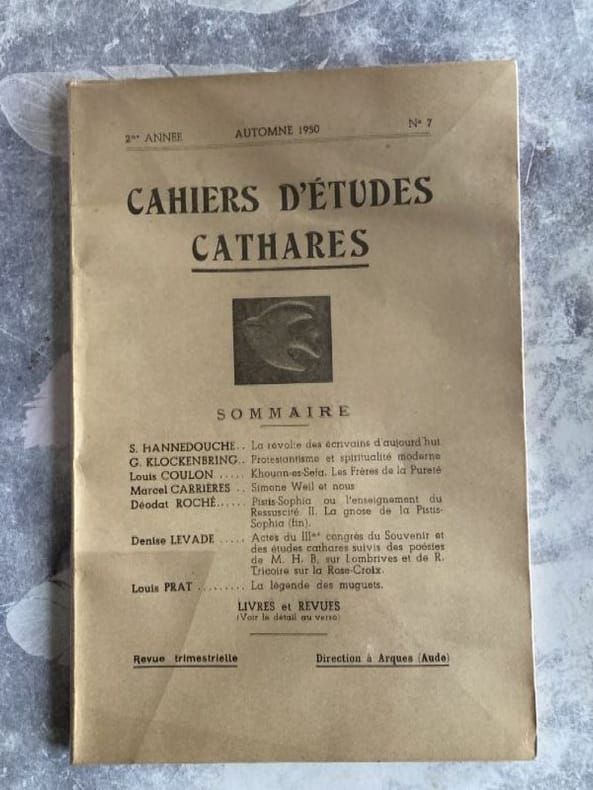 2me ANNEE AUTOMNE 1950 No 7
CAHIERS D'ÉTUDES
CATHARES
SOMMAIRE
S. HANNEDOUCHE.. La révolte des écrivains d'aujourd'hui
G. KLOCKENBRING.. Protestantisme et spiritualité moderne
Louis COULON ..... Khouan-es-Sefa. Les Frères de la Pureté
Marcel CARRIÈRES .. Simone Weil et nous
Déodat ROCHÉ...... Pistis-Sophia ou l'enseignement du
Ressuscité. II. La gnose de la Pistis-
Sophia (fin).
Denise LEVADE ..... Actes du IIIme congrès du Souvenir et
des études cathares suivis des poésies
de M. H. B. sur Lombrives et de R.
Tricoire sur la Rose-Croix.
Louis PRAT ......... La légende des muguets.
LIVRES et REVUES
(Voir le détail au verso)
Revue trimestrielle Direction à Arques (Aude)